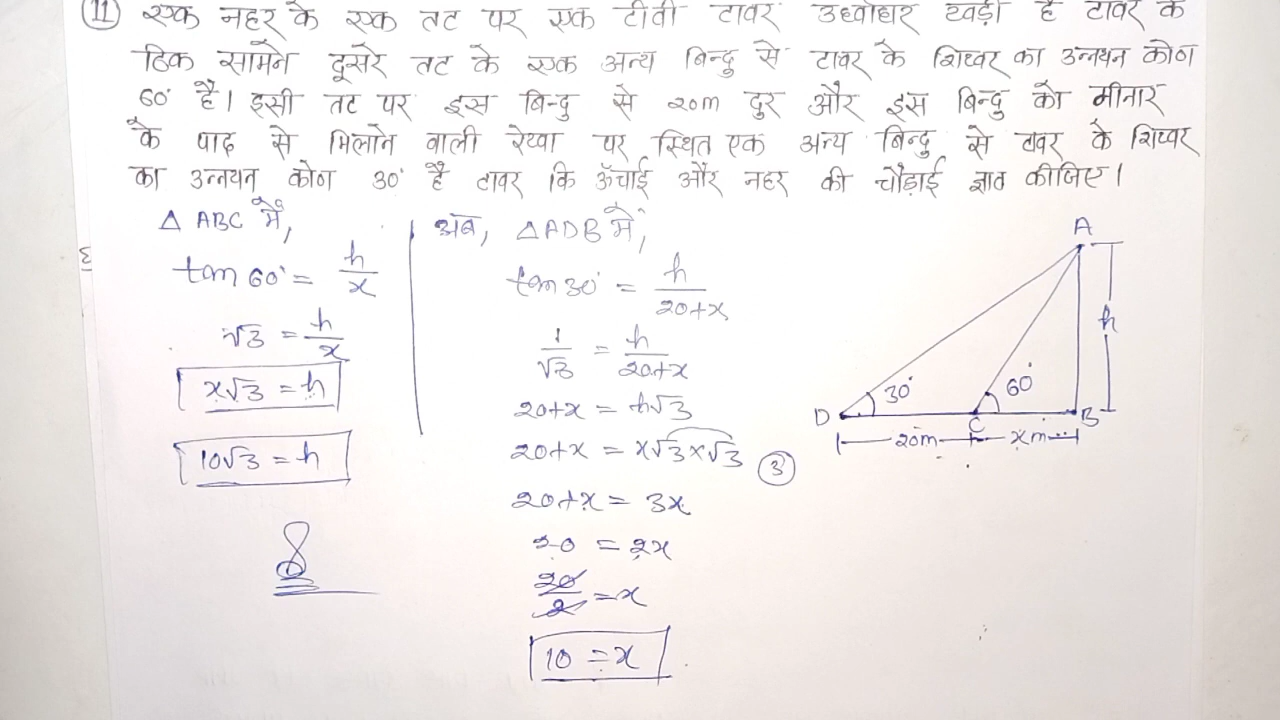 (11) एक नहर के एक तट पर एक टीवी टावर उध्वाधर खड़ी है टावर के
ठिक सामने दूसरे तट के एक अन्य बिन्दु से टावर के शिखर का उन्नयन कोण
60° है। इसी तट पर इस बिन्दु से 20m दुर और इस बिन्दु को मीनार
के पाद से मिलाने वाली रेखा पर स्थित एक अन्य बिन्दु से टावर के शिखर
का उन्नयन कोण 30° है टावर कि ऊँचाई और नहर की चौड़ाई ज्ञात कीजिए।
△ ABC में,
tan 60° = h/x
√3 = h/x
x√3 = h
10√3 = h
अब, △ADB में,
tan 30° = h/20+x
1/√3 = h/20+x
20+x = h√3
20+x = x√3×√3
20+x = 3x
20 = 2x
20/2 = x
10 = x
(3)
A
h
30°
60°
D
C
B
20m
xm